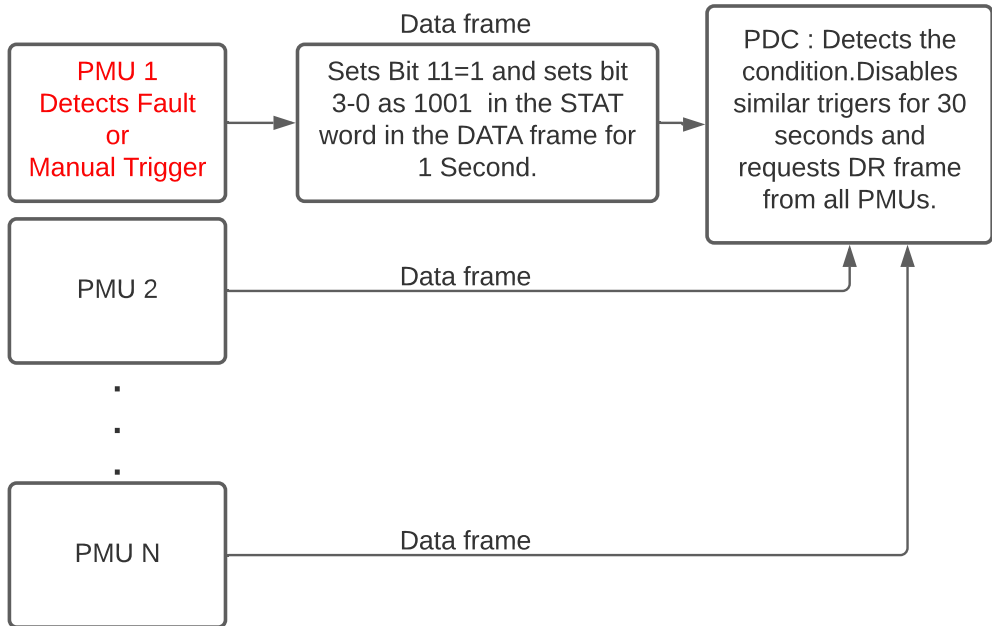 Data frame
PMU 1
Detects Fault
or
Manual Trigger
Sets Bit 11=1 and sets bit
3-0 as 1001 in the STAT
word in the DATA frame for
1 Second.
PDC : Detects the
condition.Disables
similar trigers for 30
seconds and
requests DR frame
from all PMUs.
PMU 2
Data frame
.
.
.
PMU N
Data frame